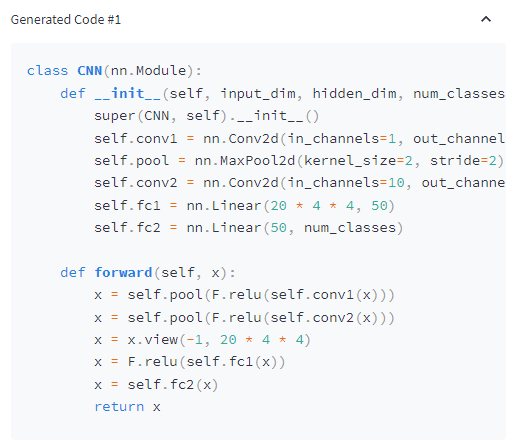 Generated Code #1
class CNN(nn.Module):
    def __init__(self, input_dim, hidden_dim, num_classes
        super(CNN, self).__init__()
        self.conv1 = nn.Conv2d(in_channels=1, out_channel
        self.pool = nn.MaxPool2d(kernel_size=2, stride=2)
        self.conv2 = nn.Conv2d(in_channels=10, out_channe
        self.fc1 = nn.Linear(20 * 4 * 4, 50)
        self.fc2 = nn.Linear(50, num_classes)
    def forward(self, x):
        x = self.pool(F.relu(self.conv1(x)))
        x = self.pool(F.relu(self.conv2(x)))
        x = x.view(-1, 20 * 4 * 4)
        x = F.relu(self.fc1(x))
        x = self.fc2(x)
        return x